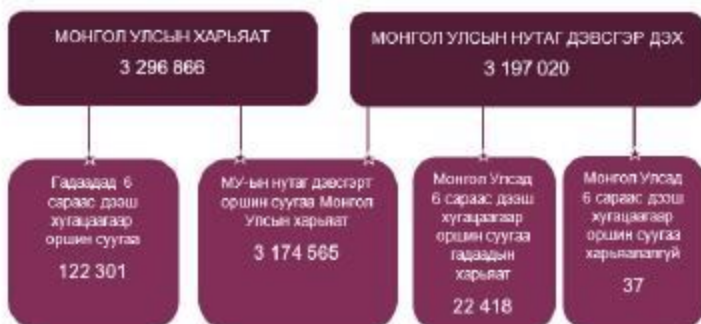 МОНГОЛ УЛСЫН ХАРЬЯАТ
3 296 866
МОНГОЛ УЛСЫН НУТАГ ДЭВСГЭР ДЭХ
3 197 020
Гадаадад 6
сараас дээш
хугацаагаар
оршин суугаа
122 301
МУ-ын нутаг дэвсгэрт
оршин суугаа Монгол
Улсын харьяат
3 174 565
Монгол Улсад
6 сараас дээш
хугацаагаар
оршин суугаа
гадаадын
харьяат
22 418
Монгол Улсад
6 сараас дээш
хугацаагаар
оршин суугаа
харьяалалгүй
37